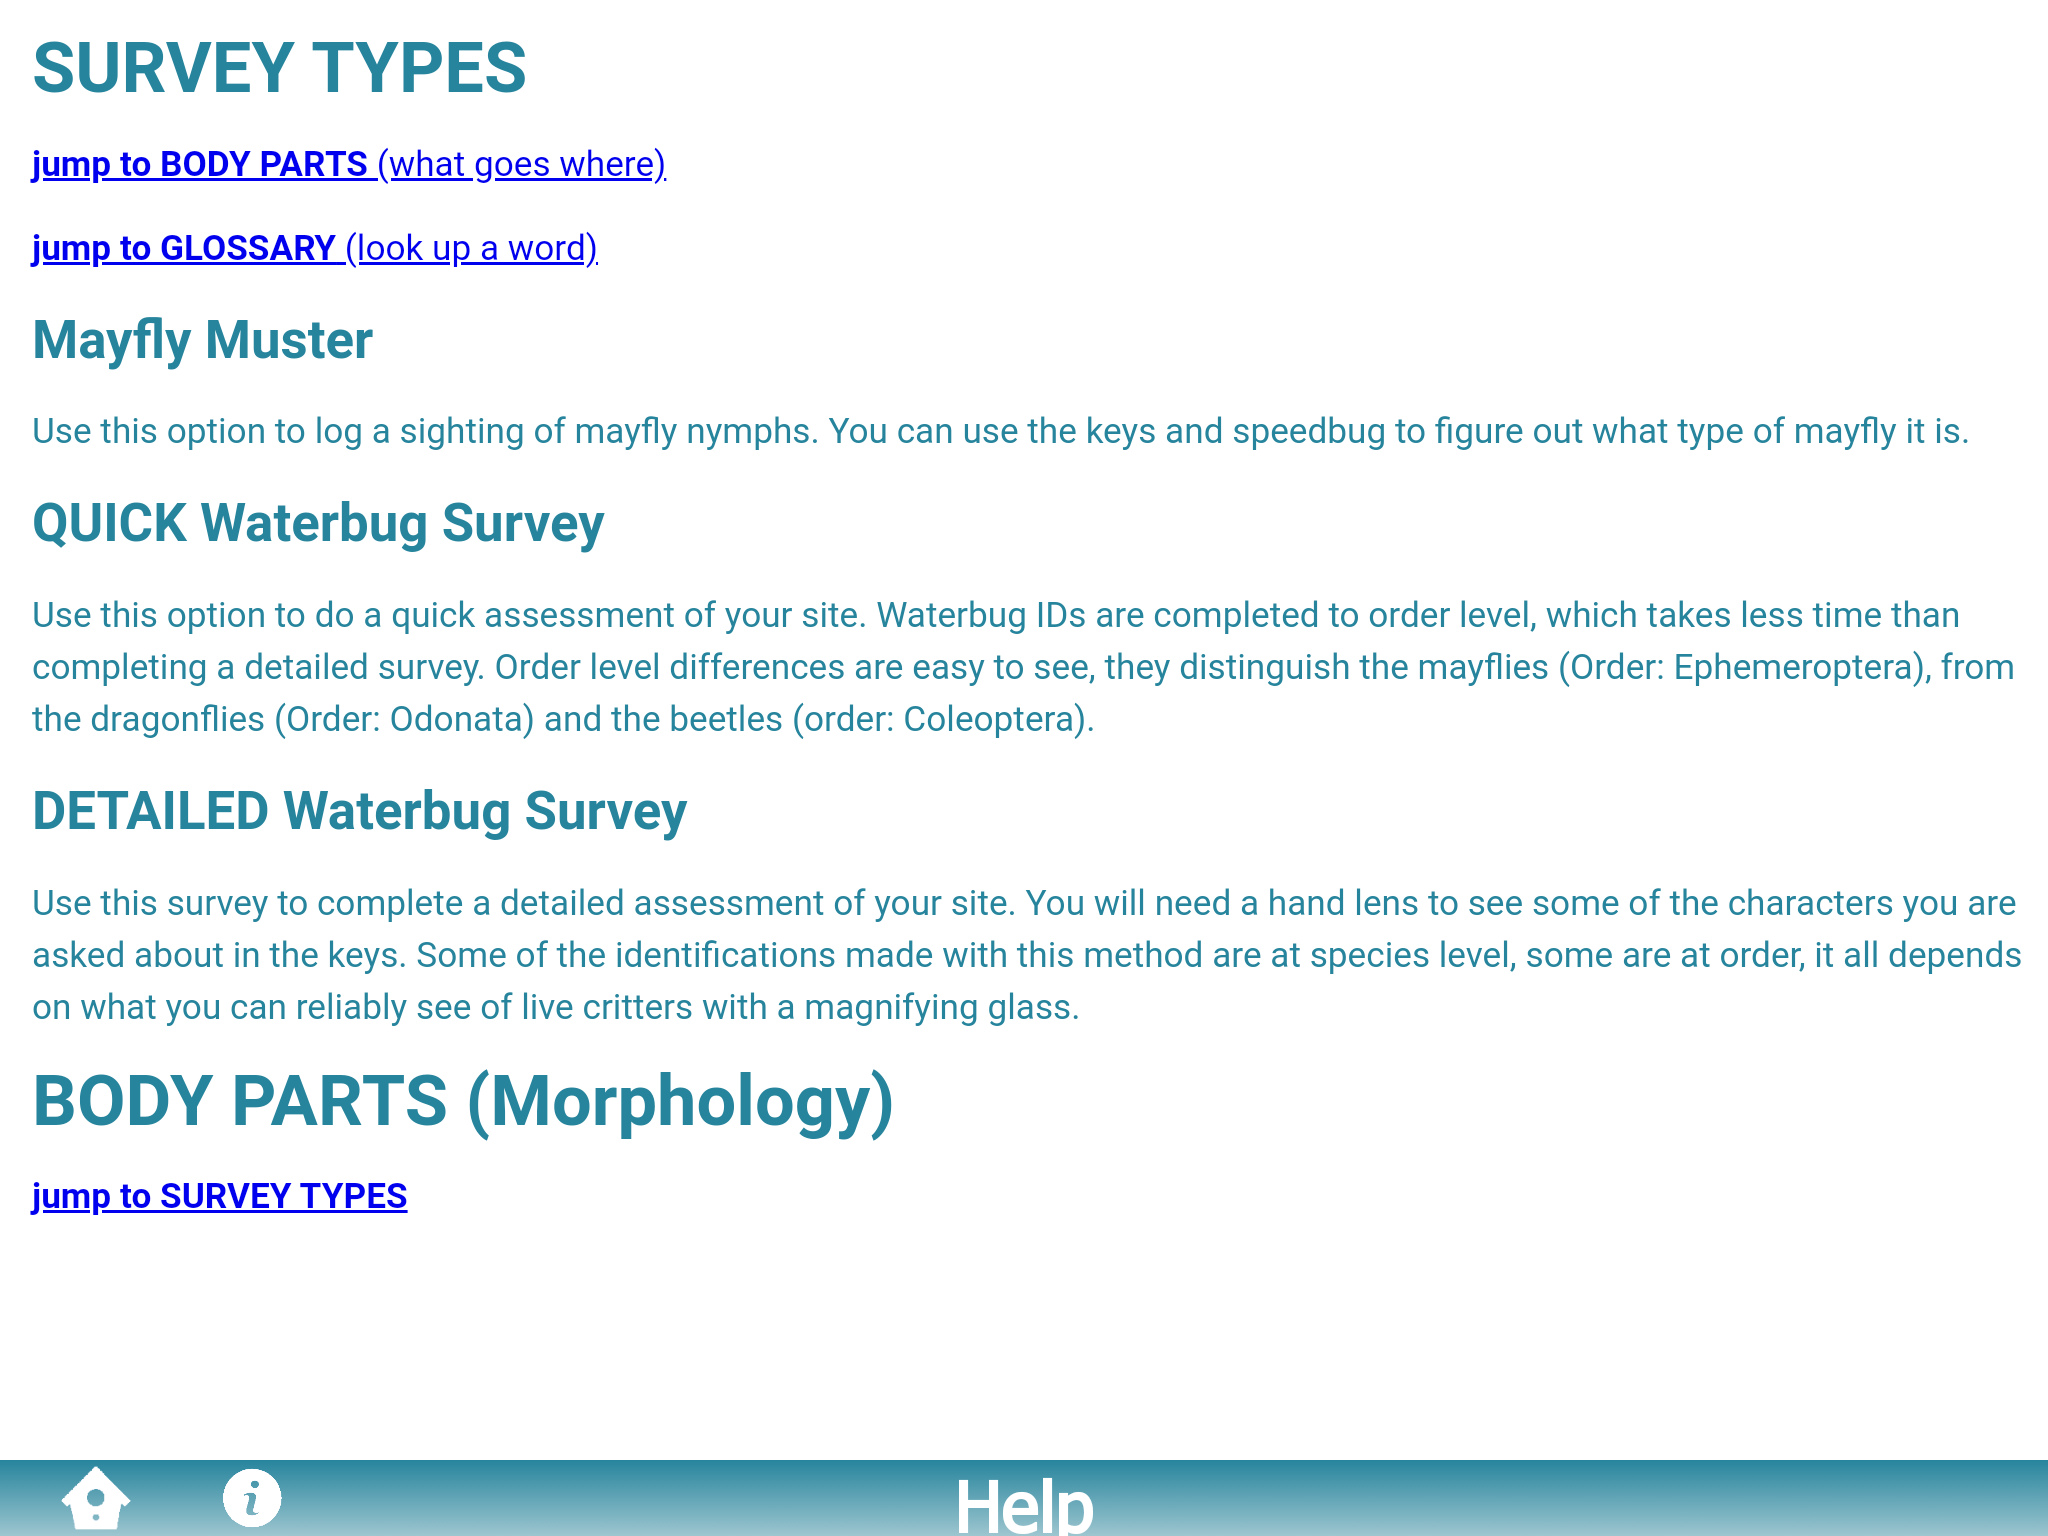 SURVEY TYPES
jump to BODY PARTS (what goes where)
jump to GLOSSARY (look up a word)
Mayfly Muster
Use this option to log a sighting of mayfly nymphs. You can use the keys and speedbug to figure out what type of mayfly it is.
QUICK Waterbug Survey
Use this option to do a quick assessment of your site. Waterbug IDs are completed to order level, which takes less time than
completing a detailed survey. Order level differences are easy to see, they distinguish the mayflies (Order: Ephemeroptera), from
the dragonflies (Order: Odonata) and the beetles (order: Coleoptera).
DETAILED Waterbug Survey
Use this survey to complete a detailed assessment of your site. You will need a hand lens to see some of the characters you are
asked about in the keys. Some of the identifications made with this method are at species level, some are at order, it all depends
on what you can reliably see of live critters with a magnifying glass.
BODY PARTS (Morphology)
jump to SURVEY TYPES
Help